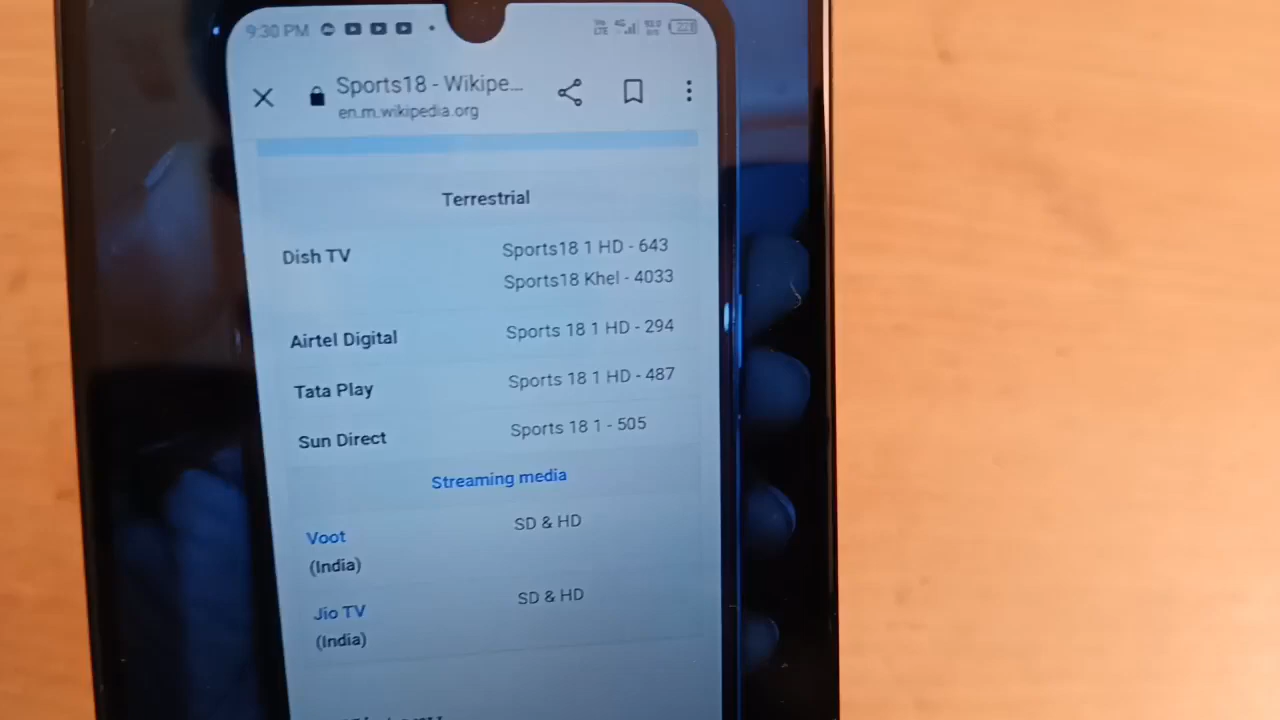 9:30 PM
Sports18 - Wikipe...
en.m.wikipedia.org
Terrestrial
Dish TV Sports18 1 HD - 643
Sports18 Khel - 4033
Airtel Digital Sports 18 1 HD - 294
Tata Play Sports 18 1 HD - 487
Sun Direct Sports 18 1 - 505
Streaming media
Voot SD & HD
(India)
Jio TV SD & HD
(India)